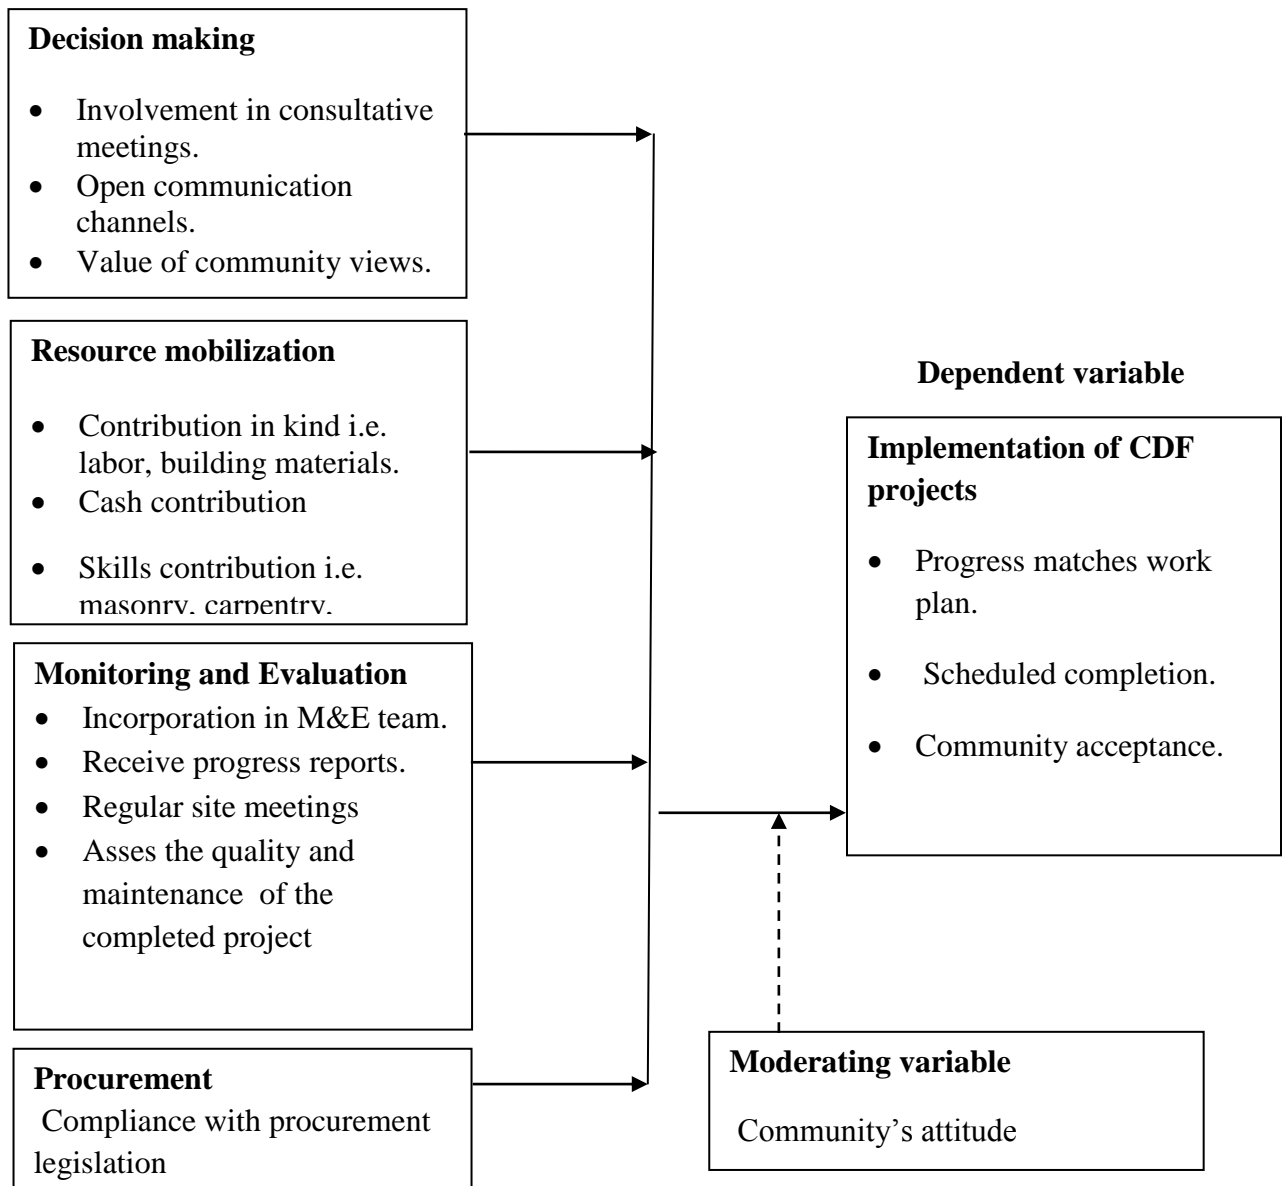 Decision making
• Involvement in consultative
meetings.
• Open communication
channels.
• Value of community views.
Resource mobilization
• Contribution in kind i.e.
labor, building materials.
• Cash contribution
• Skills contribution i.e.
masonry, carpentry.
Monitoring and Evaluation
• Incorporation in M&E team.
• Receive progress reports.
• Regular site meetings
• Asses the quality and
maintenance of the
completed project
Procurement
Compliance with procurement
legislation
Dependent variable
Implementation of CDF
projects
• Progress matches work
plan.
• Scheduled completion.
• Community acceptance.
Moderating variable
Community’s attitude